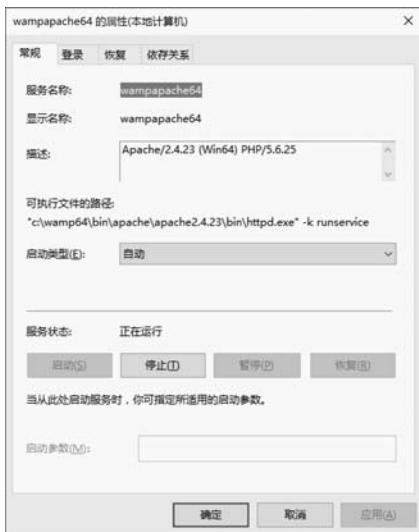 wampapache64 的属性(本地计算机)
常规 登录 恢复 依存关系
服务名称: wampapache64
显示名称: wampapache64
描述: Apache/2.4.23 (Win64) PHP/5.6.25
可执行文件的路径:
"c:\wamp64\bin\apache\apache2.4.23\bin\httpd.exe" -k runservice
启动类型(E): 自动
服务状态: 正在运行
启动(S) 停止(T) 暂停(P) 恢复(R)
当从此处启动服务时，你可指定所适用的启动参数。
启动参数(M):
确定 取消 应用(A)